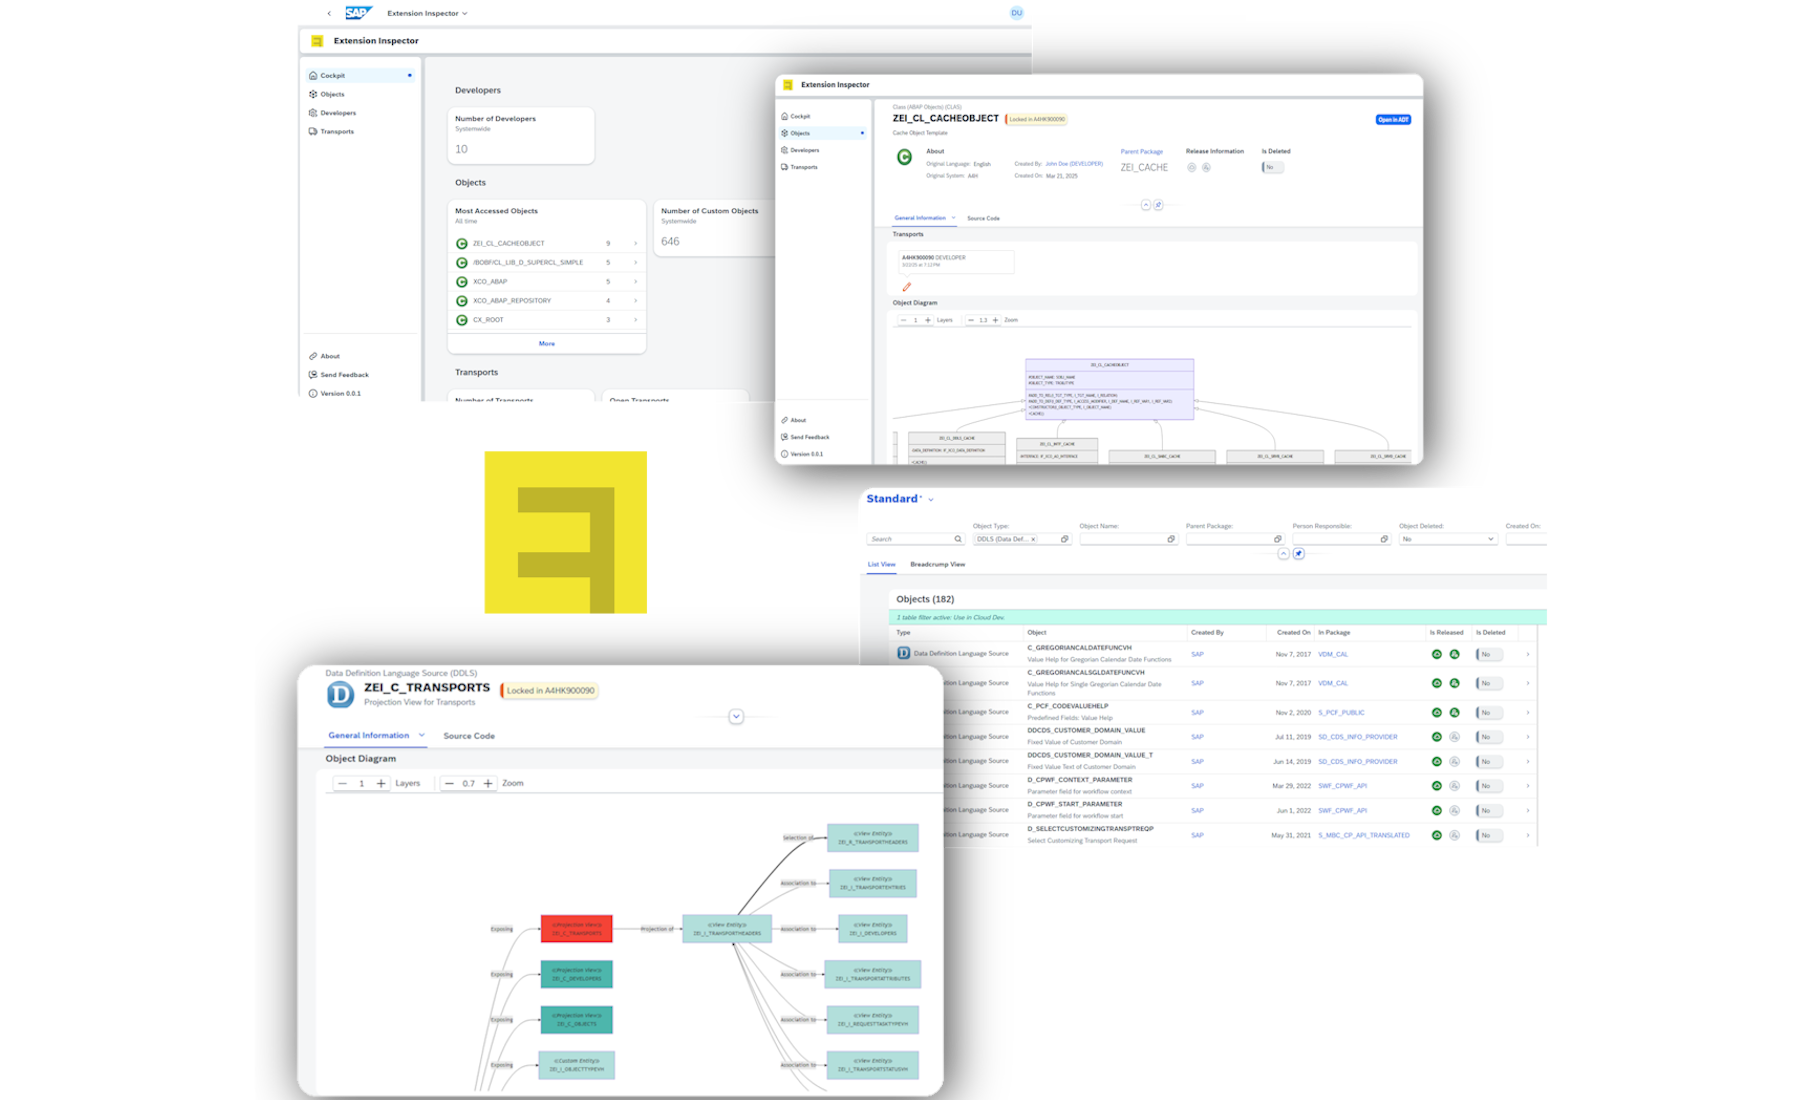 SAP Extension Inspector
DU
Extension Inspector
Cockpit
Objects
Developers
Transports
About
Send Feedback
Version 0.0.1
Developers
Number of Developers
Systemwide
10
Objects
Most Accessed Objects
All time
ZEI_CL_CACHEOBJECT 9
/BOBF/CL_LIB_D_SUPERCL_SIMPLE 5
XCO_ABAP 5
XCO_ABAP_REPOSITORY 4
CX_ROOT 3
More
Number of Custom Objects
Systemwide
646
Transports
Number of Transports
Open Transports
Extension Inspector
Cockpit
Objects
Developers
Transports
About
Send Feedback
Version 0.0.1
Class (ABAP Objects) (CLAS)
ZEI_CL_CACHEOBJECT Locked in A4HK900090
Open in ADT
Cache Object Template
About
Original Language: English
Original System: A4H
Created By: John Doe (DEVELOPER)
Created On: Mar 21, 2025
Parent Package
ZEI_CACHE
Release Information
Is Deleted
No
General Information
Source Code
Transports
A4HK900090 DEVELOPER
Object Diagram
1 Layers 1.3 Zoom
ZEI_CL_CACHEOBJECT
Standard*
Search
Object Type:
DDLS (Data Def...
Object Name:
Parent Package:
Person Responsible:
Object Deleted:
No
Created On:
List View
Breadcrump View
Objects (182)
1 table filter active: Use in Cloud Dev
Type Object Created By Created On In Package Is Released Is Deleted
Data Definition Language Source C_GREGORIANCALDATEFUNCVH SAP Nov 7, 2017 VDM_CAL No
Value Help for Gregorian Calendar Date Functions
nition Language Source C_GREGORIANCALSGLDATEFUNCVH SAP Nov 7, 2017 VDM_CAL No
Value Help for Single Gregorian Calendar Date
Functions
nition Language Source C_PCF_CODEVALUEHELP SAP Nov 2, 2020 S_PCF_PUBLIC No
Predefined Fields: Value Help
nition Language Source DDCDS_CUSTOMER_DOMAIN_VALUE SAP Jul 11, 2019 SD_CDS_INFO_PROVIDER No
Fixed Value of Customer Domain
nition Language Source DDCDS_CUSTOMER_DOMAIN_VALUE_T SAP Jun 14, 2019 SD_CDS_INFO_PROVIDER No
Fixed Value Text of Customer Domain
nition Language Source D_CPWF_CONTEXT_PARAMETER SAP Mar 29, 2022 SWF_CPWF_API No
Parameter field for workflow context
nition Language Source D_CPWF_START_PARAMETER SAP Jun 1, 2022 SWF_CPWF_API No
Parameter field for workflow start
nition Language Source D_SELECTCUSTOMIZINGTRANSPTREQP SAP May 31, 2021 S_MBC_CP_API_TRANSLATED No
Select Customizing Transport Request
Data Definition Language Source (DDLS)
ZEI_C_TRANSPORTS Locked in A4HK900090
Projection View for Transports
General Information
Source Code
Object Diagram
1 Layers 0.7 Zoom
Selection of
«View Entity»
ZEI_R_TRANSPORTHEADERS
Association to
«View Entity»
ZEI_I_TRANSPORTENTRIES
Exposing
«Projection View»
ZEI_C_TRANSPORTS
Projection of
«View Entity»
ZEI_I_TRANSPORTHEADERS
Association to
«View Entity»
ZEI_I_DEVELOPERS
Exposing
«Projection View»
ZEI_C_DEVELOPERS
Association to
«View Entity»
ZEI_I_TRANSPORTATTRIBUTES
Exposing
«Projection View»
ZEI_C_OBJECTS
Association to
«View Entity»
ZEI_I_REQUESTTASKTYPEVH
Exposing
«Custom Entity»
ZEI_I_OBJECTTYPEVH
Association to
«View Entity»
ZEI_I_TRANSPORTSTATUSVH